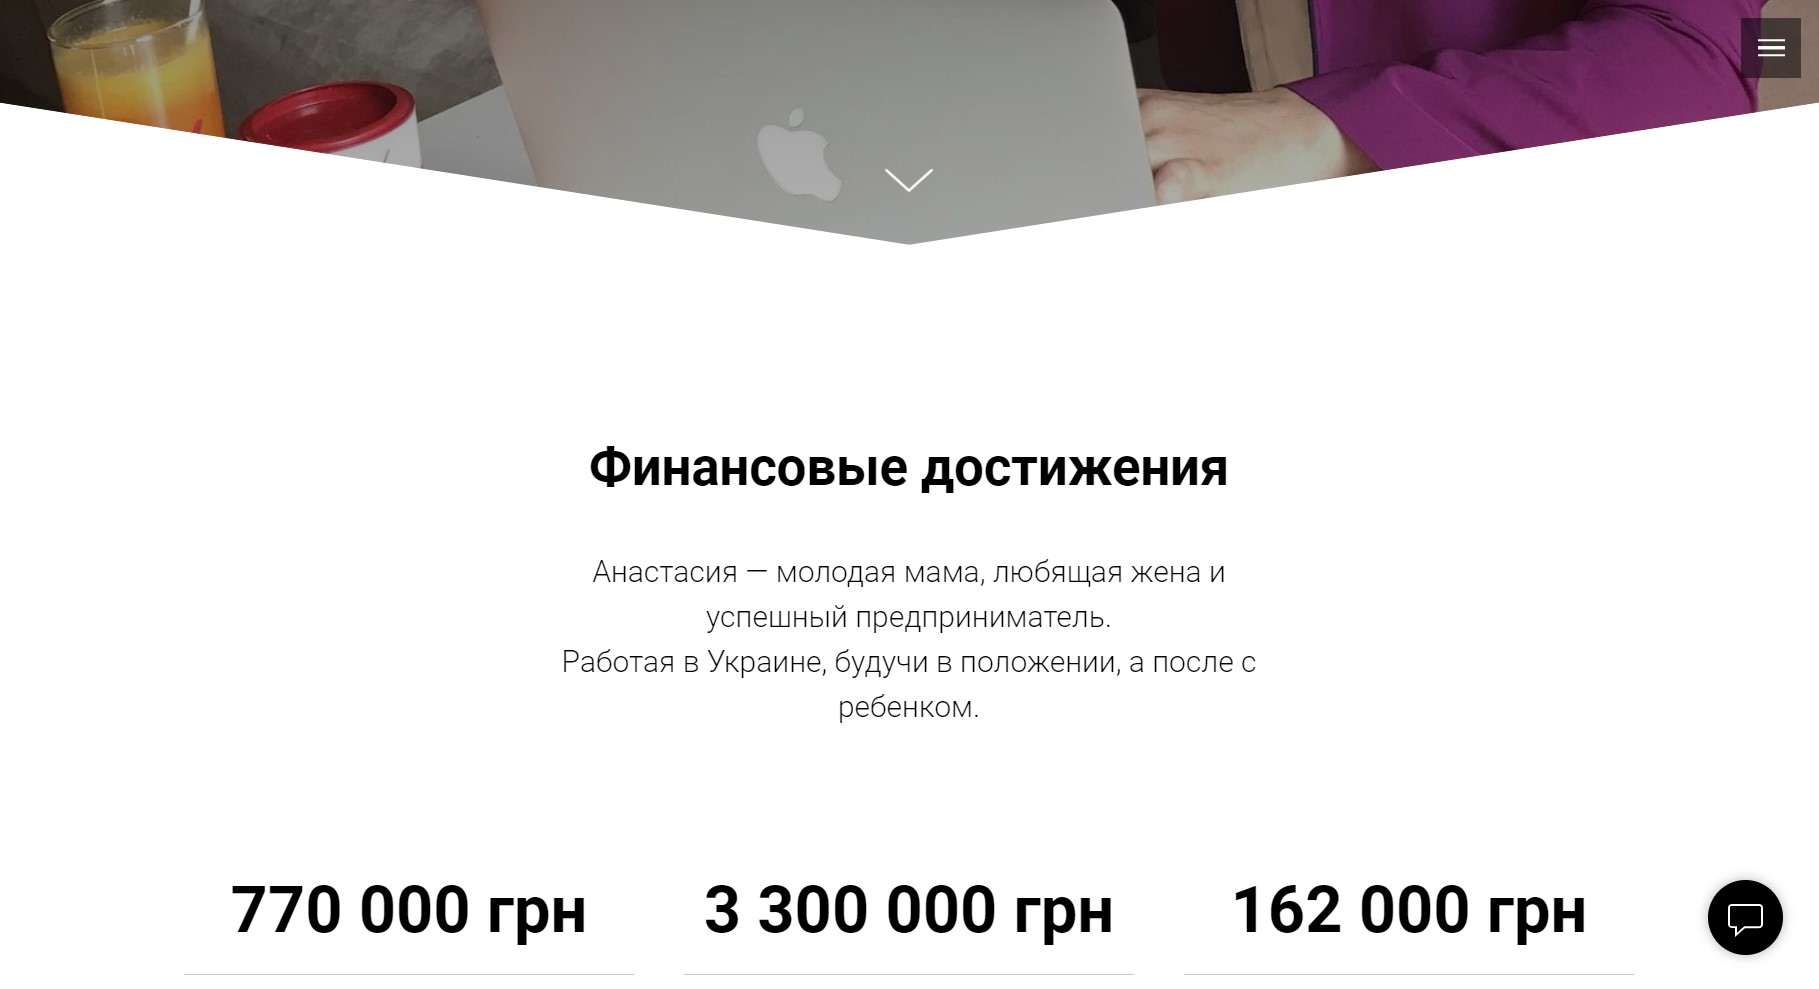 Финансовые достижения
Анастасия — молодая мама, любящая жена и
успешный предприниматель.
Работая в Украине, будучи в положении, а после с
ребенком.
770 000 грн
3 300 000 грн
162 000 грн